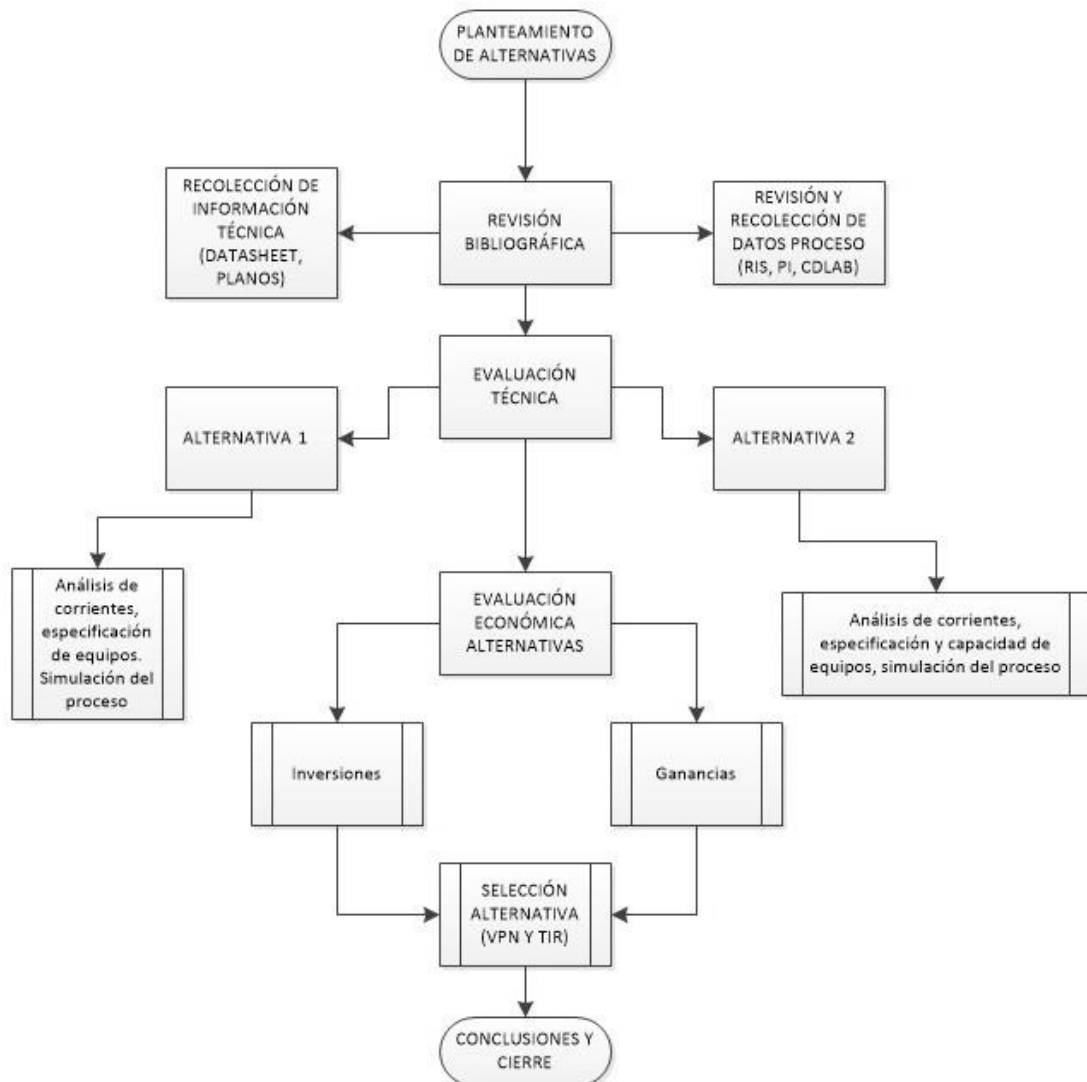 PLANTEAMIENTO
DE ALTERNATIVAS
RECOLECCIÓN DE
INFORMACIÓN
TÉCNICA
(DATASHEET,
PLANOS)
REVISIÓN
BIBLIOGRÁFICA
REVISIÓN Y
RECOLECCIÓN DE
DATOS PROCESO
(RIS, PI, CDLAB)
EVALUACIÓN
TÉCNICA
ALTERNATIVA 1
ALTERNATIVA 2
Análisis de
corrientes,
especificación
de equipos.
Simulación del
proceso
EVALUACIÓN
ECONÓMICA
ALTERNATIVAS
Análisis de corrientes,
especificación y capacidad de
equipos, simulación del proceso
Inversiones
Ganancias
SELECCIÓN
ALTERNATIVA
(VPN Y TIR)
CONCLUSIONES Y
CIERRE